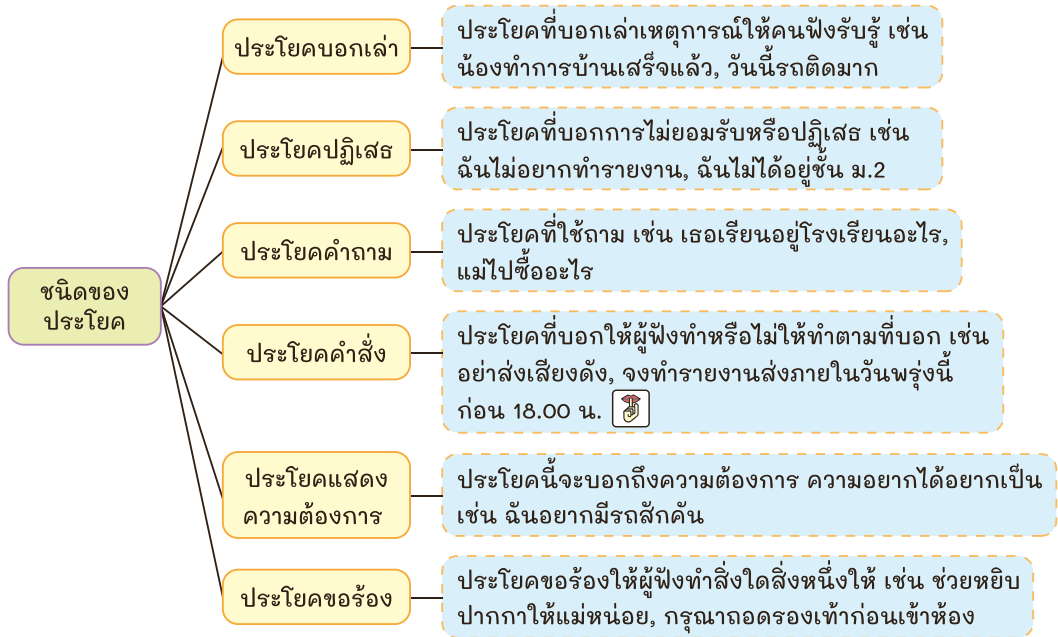 ชนิดของ
ประโยค
ประโยคบอกเล่า
ประโยคที่บอกเล่าเหตุการณ์ให้คนฟังรับรู้ เช่น
น้องทำการบ้านเสร็จแล้ว, วันนี้รถติดมาก
ประโยคปฏิเสธ
ประโยคที่บอกการไม่ยอมรับหรือปฏิเสธ เช่น
ฉันไม่อยากทำรายงาน, ฉันไม่ได้อยู่ชั้น ม.2
ประโยคคำถาม
ประโยคที่ใช้ถาม เช่น เธอเรียนอยู่โรงเรียนอะไร,
แม่ไปซื้ออะไร
ประโยคคำสั่ง
ประโยคที่บอกให้ผู้ฟังทำหรือไม่ให้ทำตามที่บอก เช่น
อย่าส่งเสียงดัง, จงทำรายงานส่งภายในวันพรุ่งนี้
ก่อน 18.00 น.
ประโยคแสดง
ความต้องการ
ประโยคนี้จะบอกถึงความต้องการ ความอยากได้อยากเป็น
เช่น ฉันอยากมีรถสักคัน
ประโยคขอร้อง
ประโยคขอร้องให้ผู้ฟังทำสิ่งใดสิ่งหนึ่งให้ เช่น ช่วยหยิบ
ปากกาให้แม่หน่อย, กรุณาถอดรองเท้าก่อนเข้าห้อง